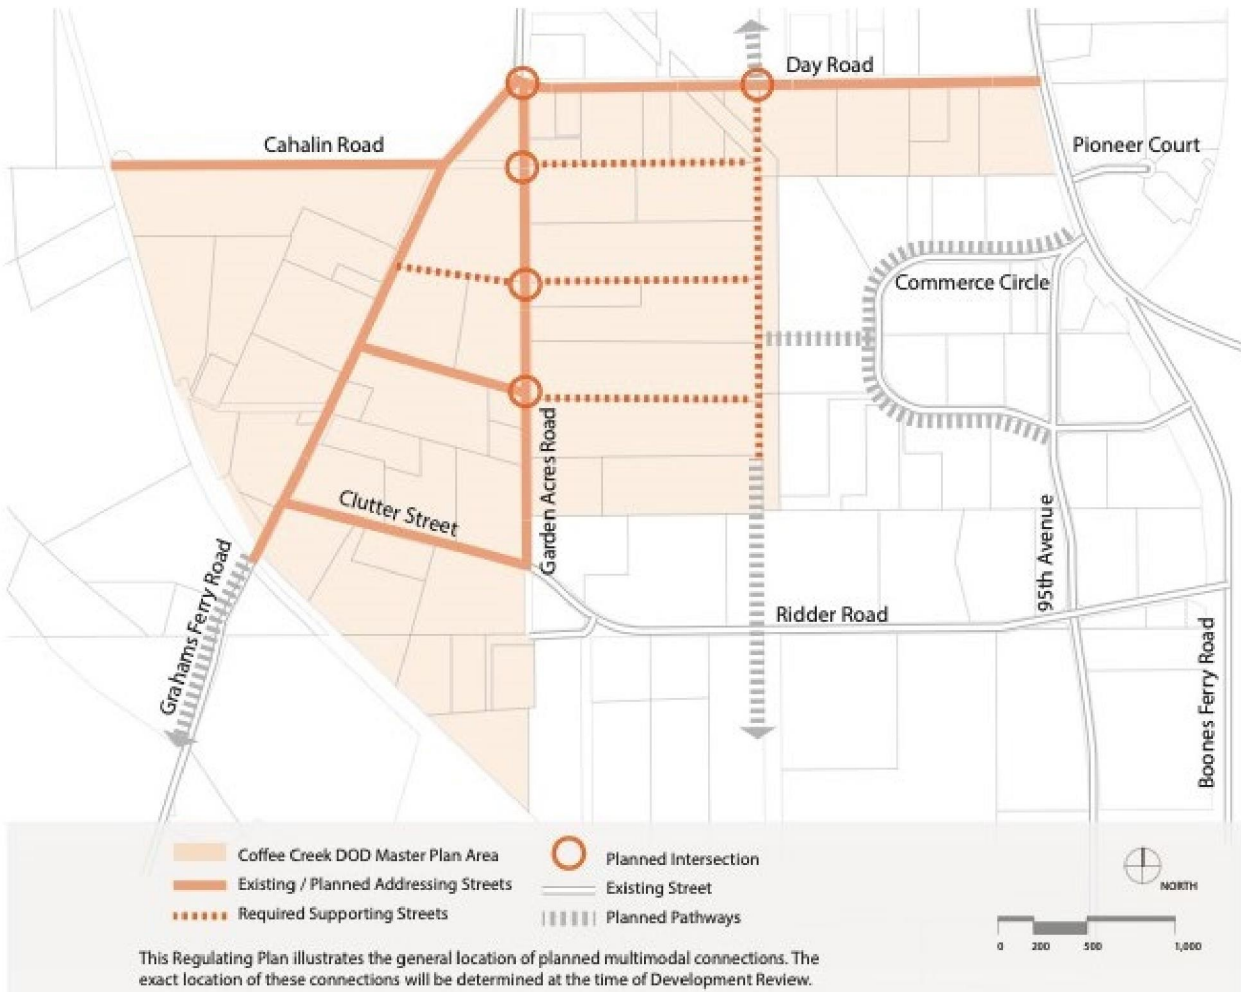 Day Road
Cahalin Road
Pioneer Court
Commerce Circle
Garden Acres Road
Clutter Street
95th Avenue
Grahams Ferry Road
Ridder Road
Boones Ferry Road
Coffee Creek DOD Master Plan Area
Existing / Planned Addressing Streets
Required Supporting Streets
Planned Intersection
Existing Street
Planned Pathways
NORTH
0 200 500 1,000
This Regulating Plan illustrates the general location of planned multimodal connections. The
exact location of these connections will be determined at the time of Development Review.